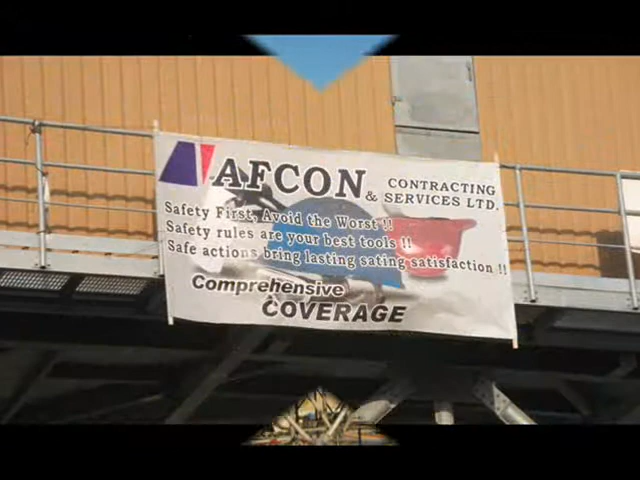 AFCON
CONTRACTING
& SERVICES LTD.
Safety First, Avoid the Worst !!
Safety rules are your best tools !!
Safe actions bring lasting sating satisfaction !!
Comprehensive
COVERAGE